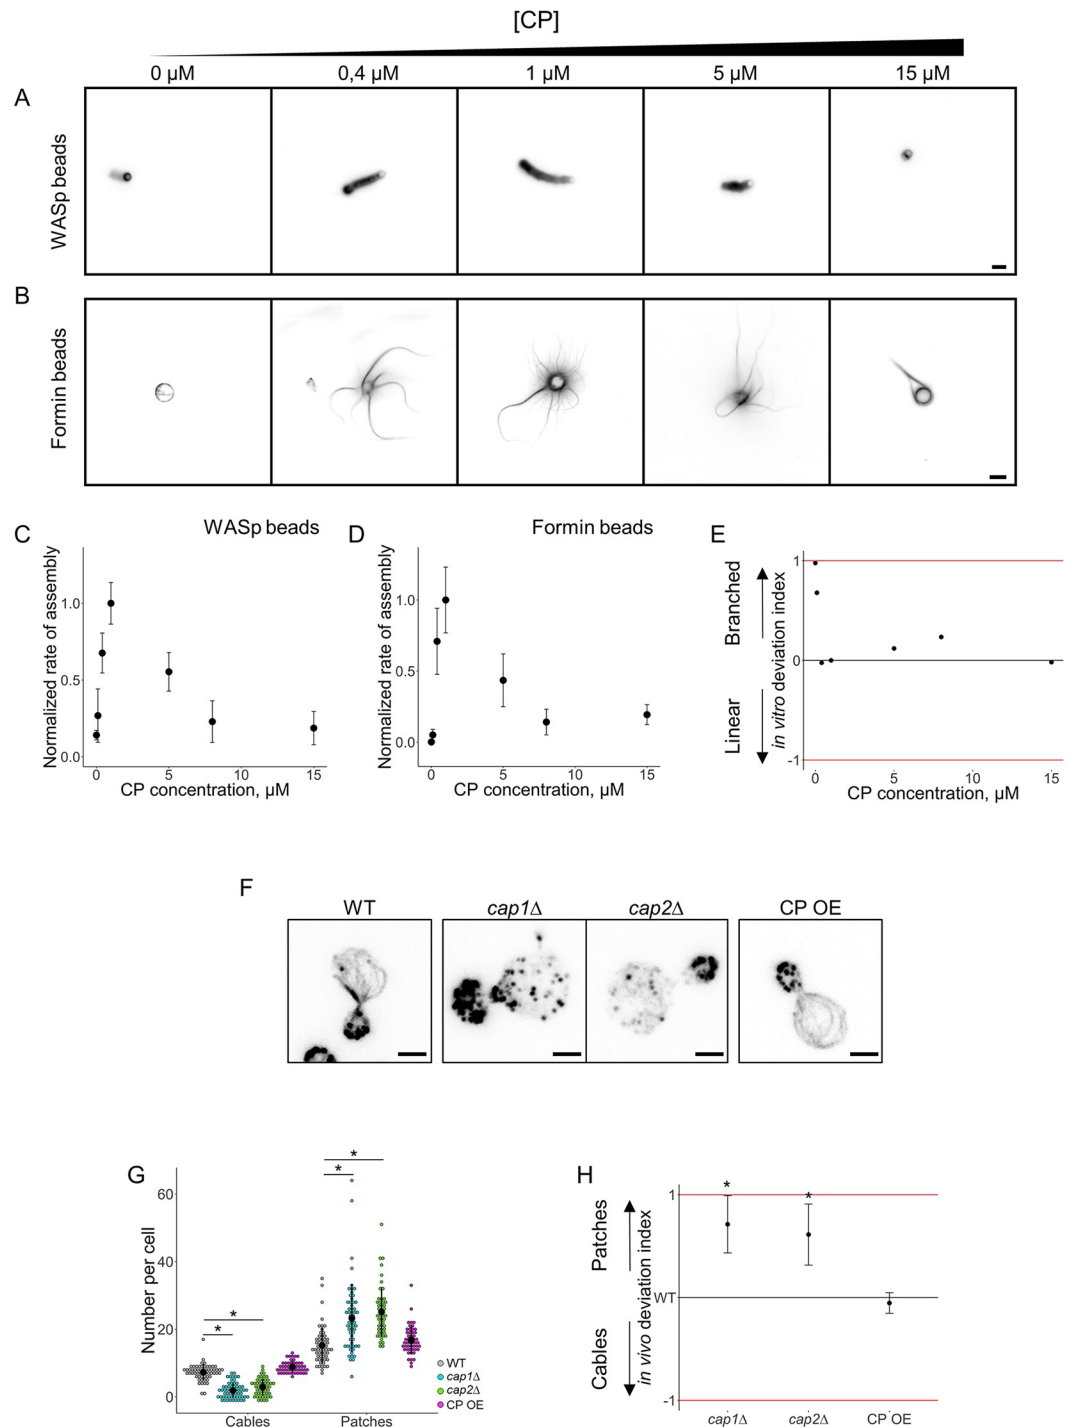 [CP]
0 µM 0,4 µM 1 µM 5 µM 15 µM
A
WASp beads
B
Formin beads
C
WASp beads
Normalized rate of assembly
1.0
0.5
0.0
0 5 10 15
CP concentration, µM
D
Formin beads
Normalized rate of assembly
1.0
0.5
0.0
0 5 10 15
CP concentration, µM
E
Branched
Linear
in vitro deviation index
1
0
-1
0 5 10 15
CP concentration, µM
F
WT cap1Δ cap2Δ CP OE
G
Number per cell
60
40
20
0
* *
* *
WT
cap1Δ
cap2Δ
CP OE
Cables Patches
H
Patches
Cables
in vivo deviation index
1
WT
-1
* *
cap1Δ cap2Δ CP OE